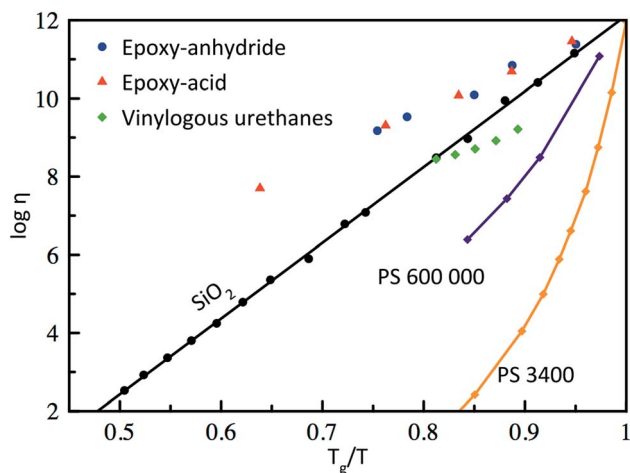 12
10
8
6
4
2
log η
Epoxy-anhydride
Epoxy-acid
Vinylogous urethanes
SiO₂
PS 600 000
PS 3400
0.5 0.6 0.7 0.8 0.9 1
T_g/T